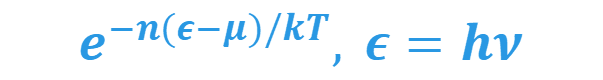 e^{-n(ϵ-μ)/kT}, ϵ = hν